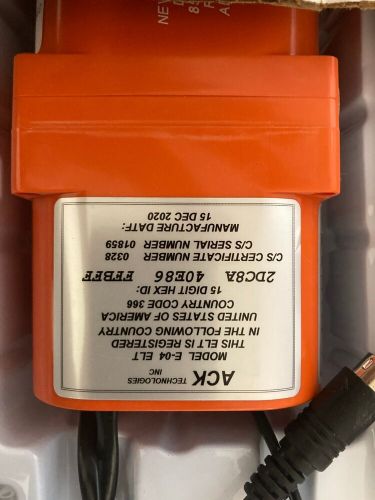 ACK
TECHNOLOGIES
INC
MODEL E-04 ELT
THIS ELT IS REGISTERED
IN THE FOLLOWING COUNTRY
UNITED STATES OF AMERICA
COUNTRY CODE 366
15 DIGIT HEX ID:
2DC8A 40E86 FFBFF
C/S CERTIFICATE NUMBER 0328
C/S SERIAL NUMBER 01859
MANUFACTURE DATE:
15 DEC 2020